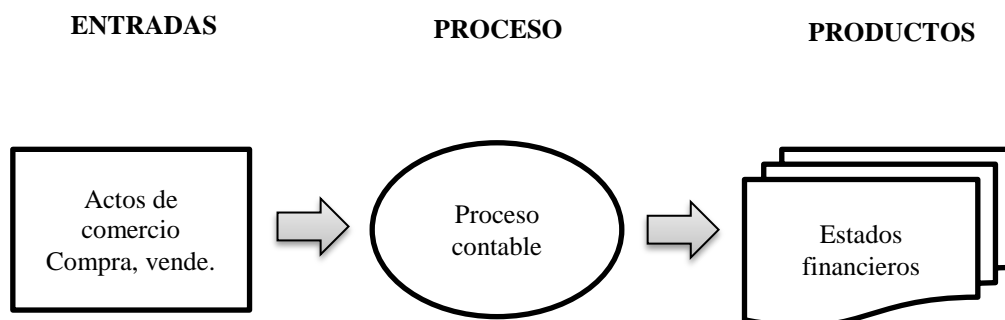 ENTRADAS
PROCESO
PRODUCTOS
Actos de
comercio
Compra, vende.
Proceso
contable
Estados
financieros